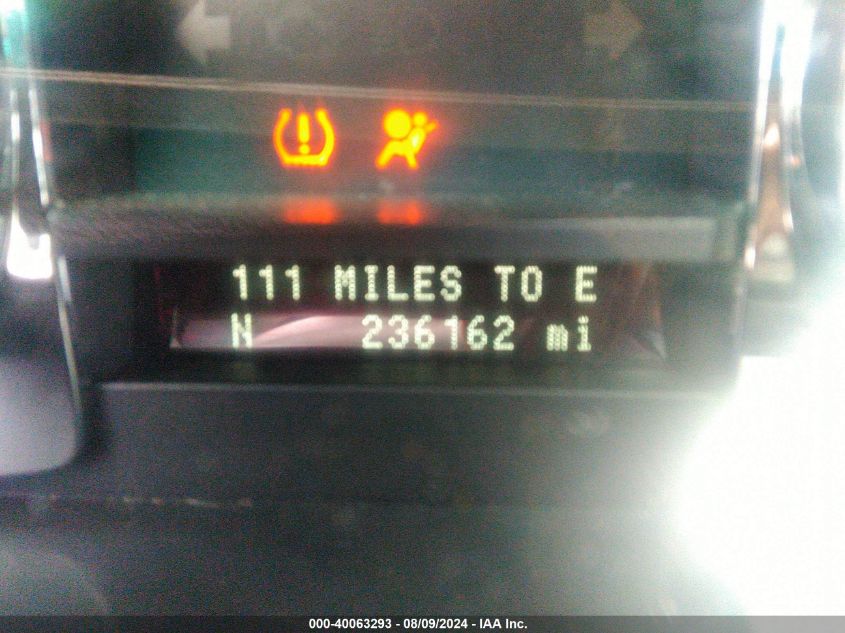 111 MILES TO E
N 236162 mi
000-40063293 - 08/09/2024 - IAA Inc.